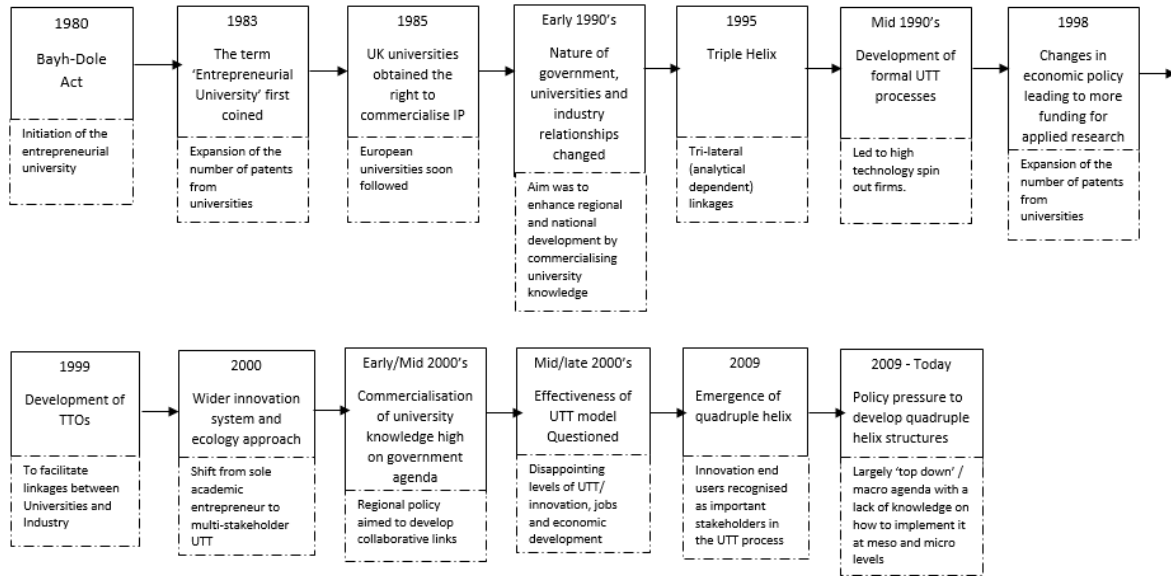 1980
Bayh-Dole
Act
Initiation of the
entrepreneurial
university
1983
The term
‘Entrepreneurial
University’ first
coined
Expansion of the
number of patents
from
universities
1985
UK universities
obtained the
right to
commercialise IP
European
universities soon
followed
Early 1990’s
Nature of
government,
universities and
industry
relationships
changed
Aim was to
enhance regional
and national
development by
commercialising
university
knowledge
1995
Triple Helix
Tri-lateral
(analytical
dependent)
linkages
Mid 1990’s
Development of
formal UTT
processes
Led to high
technology spin
out firms.
1998
Changes in
economic policy
leading to more
funding for
applied research
Expansion of the
number of patents
from
universities
1999
Development of
TTOs
To facilitate
linkages between
Universities and
Industry
2000
Wider innovation
system and
ecology approach
Shift from sole
academic
entrepreneur to
multi-stakeholder
UTT
Early/Mid 2000’s
Commercialisation
of university
knowledge high
on government
agenda
Regional policy
aimed to develop
collaborative links
Mid/late 2000’s
Effectiveness of
UTT model
Questioned
Disappointing
levels of UTT/
innovation, jobs
and economic
development
2009
Emergence of
quadruple helix
Innovation end
users recognised
as important
stakeholders in
the UTT process
2009 - Today
Policy pressure to
develop quadruple
helix structures
Largely ‘top down’ /
macro agenda with a
lack of knowledge on
how to implement it
at meso and micro
levels